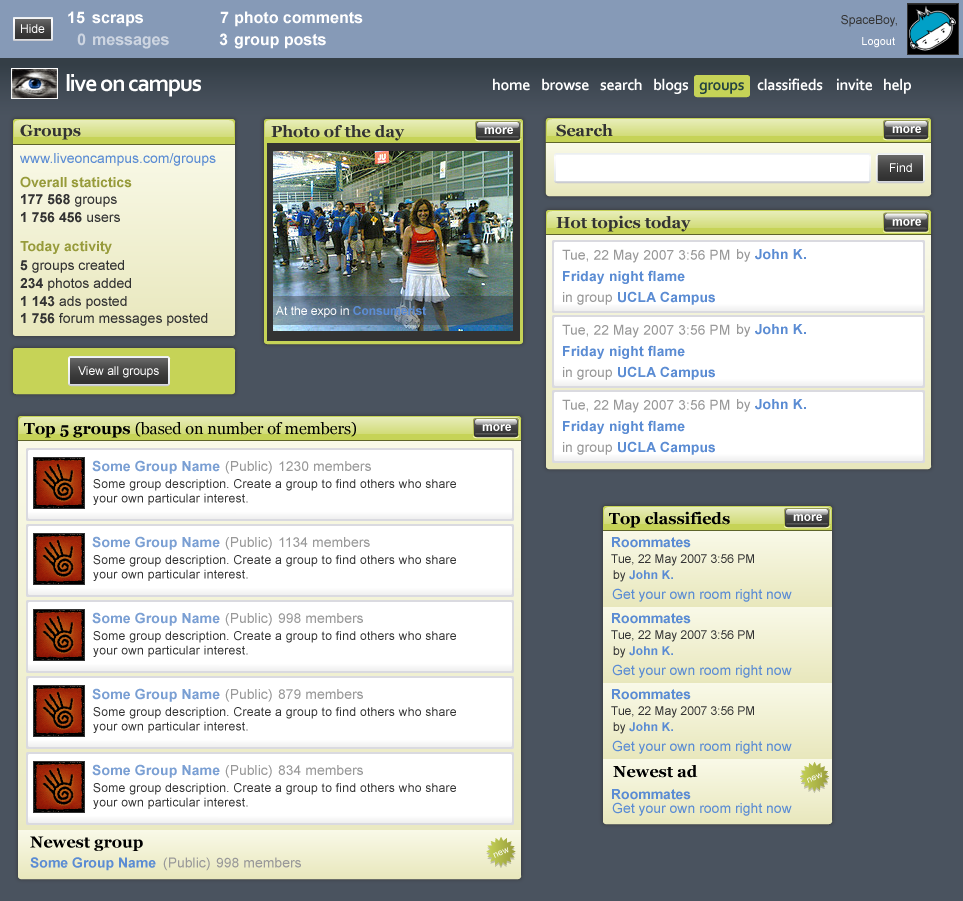 Hide
15 scraps
0 messages
7 photo comments
3 group posts
SpaceBoy,
Logout
live on campus
home browse search blogs groups classifieds invite help
Groups
www.liveoncampus.com/groups
Overall statictics
177 568 groups
1 756 456 users
Today activity
5 groups created
234 photos added
1 143 ads posted
1 756 forum messages posted
View all groups
Photo of the day
more
At the expo in Consumerist
Search
more
Find
Hot topics today
more
Tue, 22 May 2007 3:56 PM by John K.
Friday night flame
in group UCLA Campus
Tue, 22 May 2007 3:56 PM by John K.
Friday night flame
in group UCLA Campus
Tue, 22 May 2007 3:56 PM by John K.
Friday night flame
in group UCLA Campus
Top 5 groups (based on number of members)
more
Some Group Name (Public) 1230 members
Some group description. Create a group to find others who share
your own particular interest.
Some Group Name (Public) 1134 members
Some group description. Create a group to find others who share
your own particular interest.
Some Group Name (Public) 998 members
Some group description. Create a group to find others who share
your own particular interest.
Some Group Name (Public) 879 members
Some group description. Create a group to find others who share
your own particular interest.
Some Group Name (Public) 834 members
Some group description. Create a group to find others who share
your own particular interest.
Newest group
Some Group Name (Public) 998 members
new
Top classifieds
more
Roommates
Tue, 22 May 2007 3:56 PM
by John K.
Get your own room right now
Roommates
Tue, 22 May 2007 3:56 PM
by John K.
Get your own room right now
Roommates
Tue, 22 May 2007 3:56 PM
by John K.
Get your own room right now
Newest ad
new
Roommates
Get your own room right now